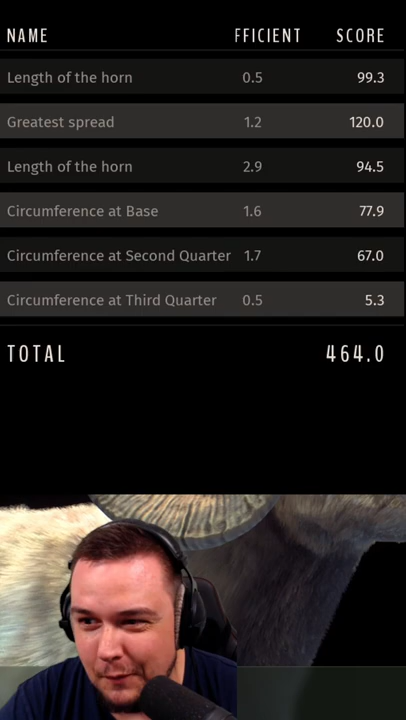 NAME FFICIENT SCORE
Length of the horn 0.5 99.3
Greatest spread 1.2 120.0
Length of the horn 2.9 94.5
Circumference at Base 1.6 77.9
Circumference at Second Quarter 1.7 67.0
Circumference at Third Quarter 0.5 5.3
TOTAL 464.0